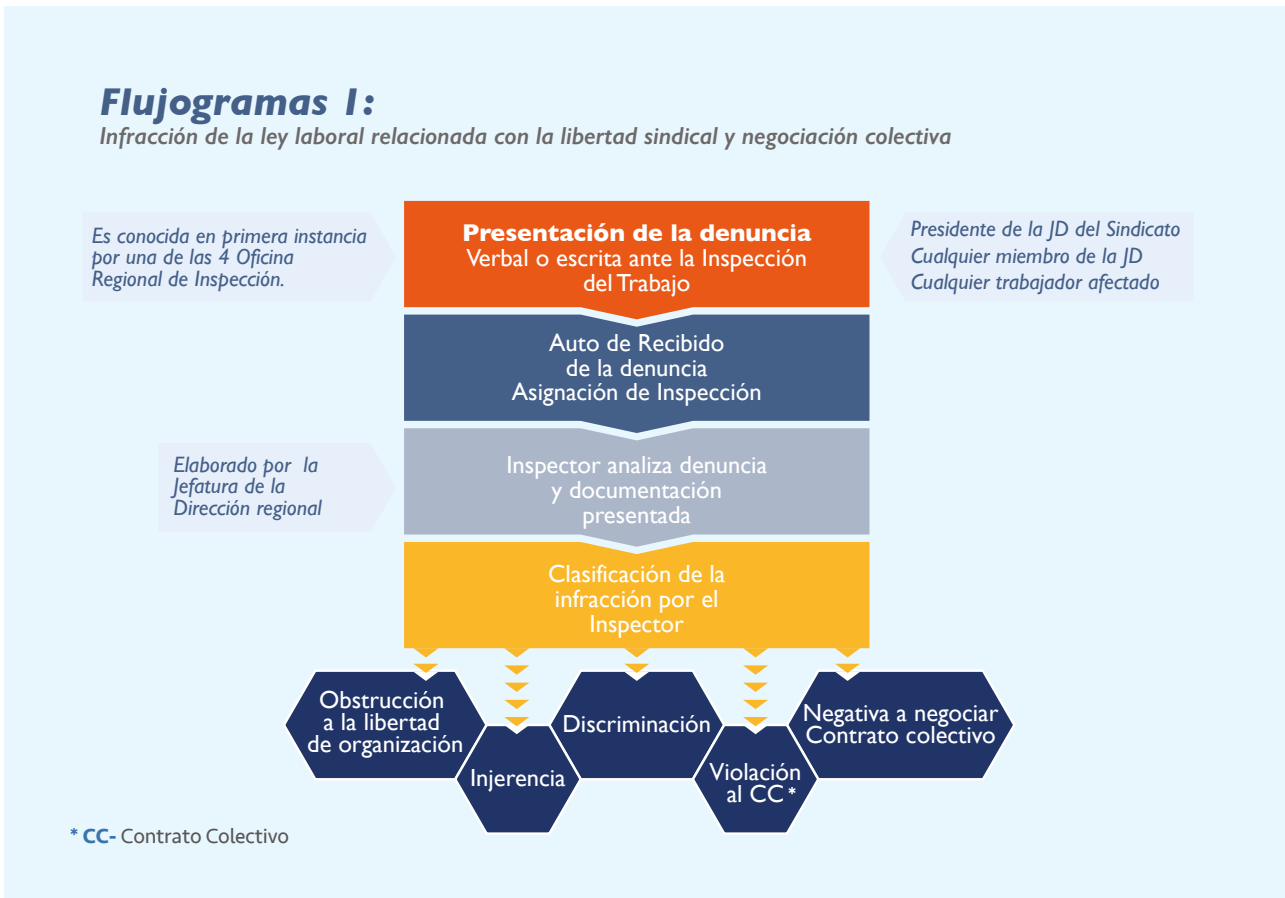 Flujogramas 1:
Infracción de la ley laboral relacionada con la libertad sindical y negociación colectiva
Es conocida en primera instancia
por una de las 4 Oficina
Regional de Inspección.
Presentación de la denuncia
Verbal o escrita ante la Inspección
del Trabajo
Presidente de la JD del Sindicato
Cualquier miembro de la JD
Cualquier trabajador afectado
Auto de Recibido
de la denuncia
Asignación de Inspección
Elaborado por la
Jefatura de la
Dirección regional
Inspector analiza denuncia
y documentación
presentada
Clasificación de la
infracción por el
Inspector
Obstrucción
a la libertad
de organización
Injerencia
Discriminación
Violación
al CC*
Negativa a negociar
Contrato colectivo
* CC- Contrato Colectivo